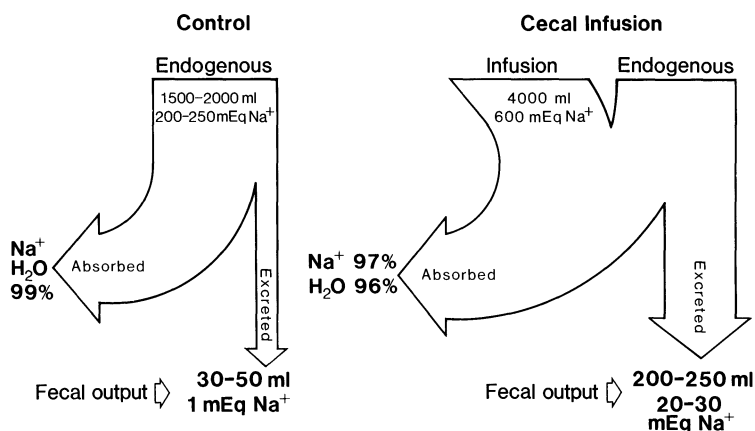 Control
Endogenous
1500–2000 ml
200–250mEq Na⁺
Na⁺
H₂O
99%
Absorbed
Excreted
Fecal output
30–50 ml
1 mEq Na⁺
Cecal Infusion
Infusion
Endogenous
4000 ml
600 mEq Na⁺
Na⁺ 97%
H₂O 96%
Absorbed
Excreted
Fecal output
200–250 ml
20–30
mEq Na⁺